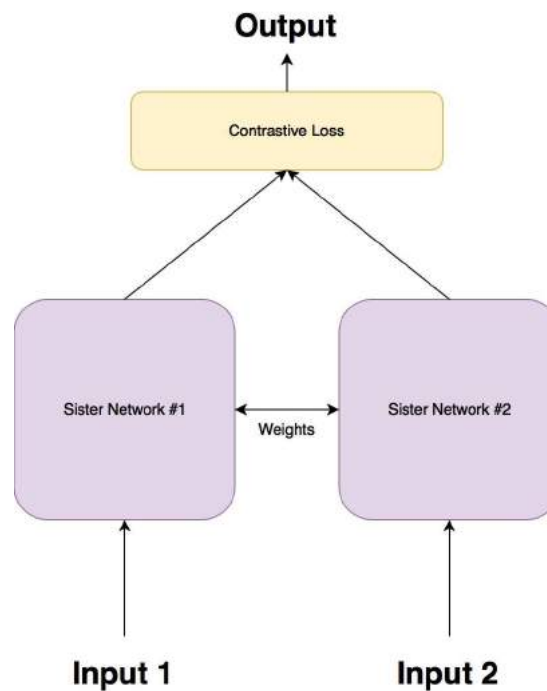 Output
Contrastive Loss
Sister Network #1
Sister Network #2
Weights
Input 1
Input 2